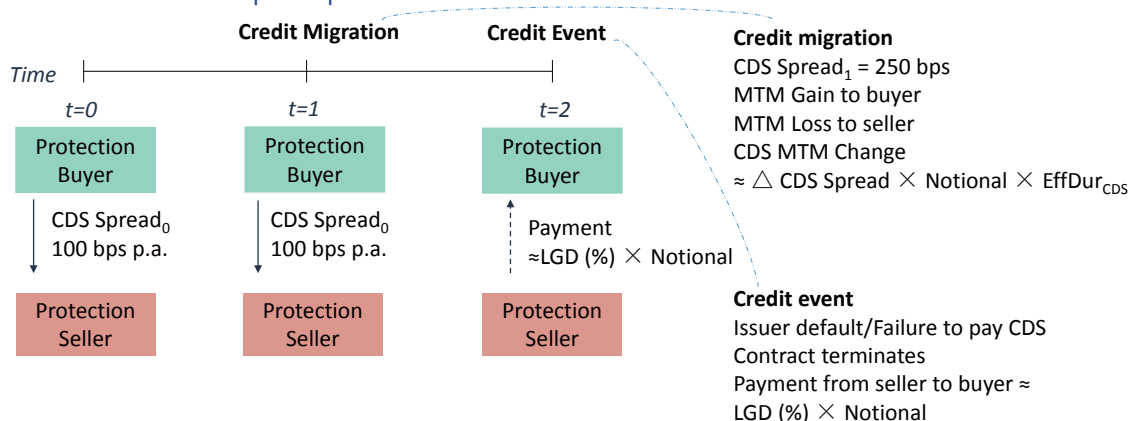 Credit Migration
Credit Event
Time
t=0
t=1
t=2
Protection
Buyer
Protection
Buyer
Protection
Buyer
CDS Spread₀
100 bps p.a.
CDS Spread₀
100 bps p.a.
Payment
≈LGD (%) × Notional
Protection
Seller
Protection
Seller
Protection
Seller
Credit migration
CDS Spread₁ = 250 bps
MTM Gain to buyer
MTM Loss to seller
CDS MTM Change
≈ △ CDS Spread × Notional × EffDur_CDS
Credit event
Issuer default/Failure to pay CDS
Contract terminates
Payment from seller to buyer ≈
LGD (%) × Notional